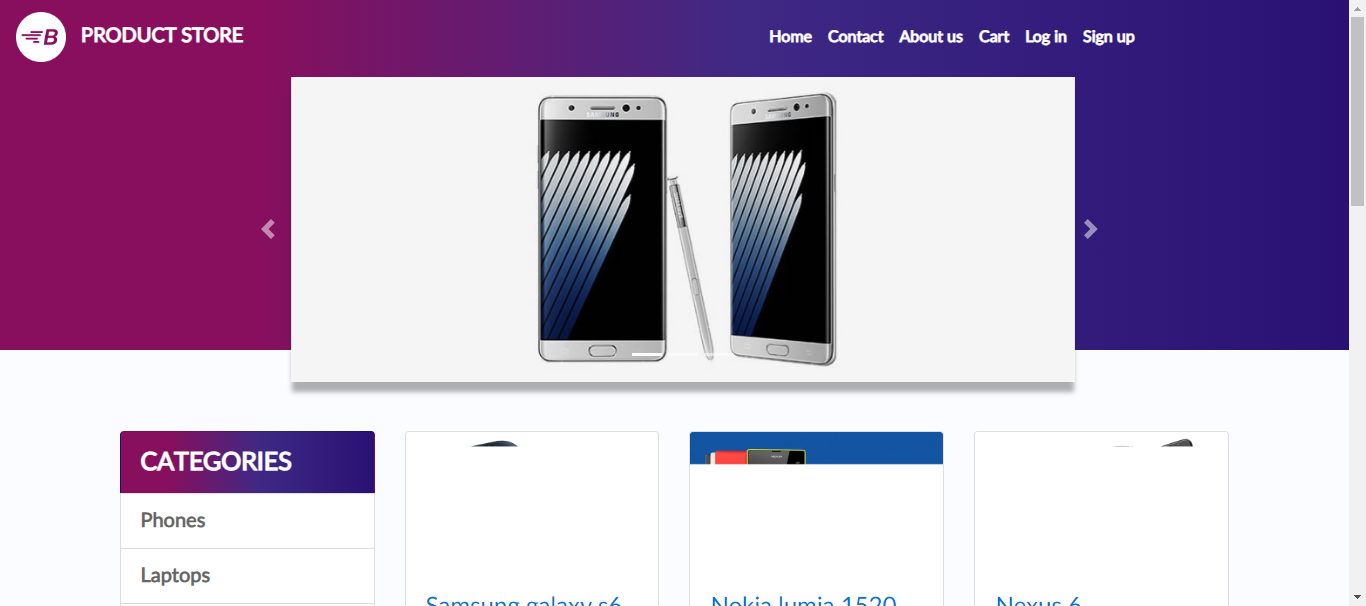 B PRODUCT STORE
Home Contact About us Cart Log in Sign up
SAMSUNG SAMSUNG
CATEGORIES
Phones
Laptops
Samsung galaxy s6
Nokia lumia 1520
Nexus 6